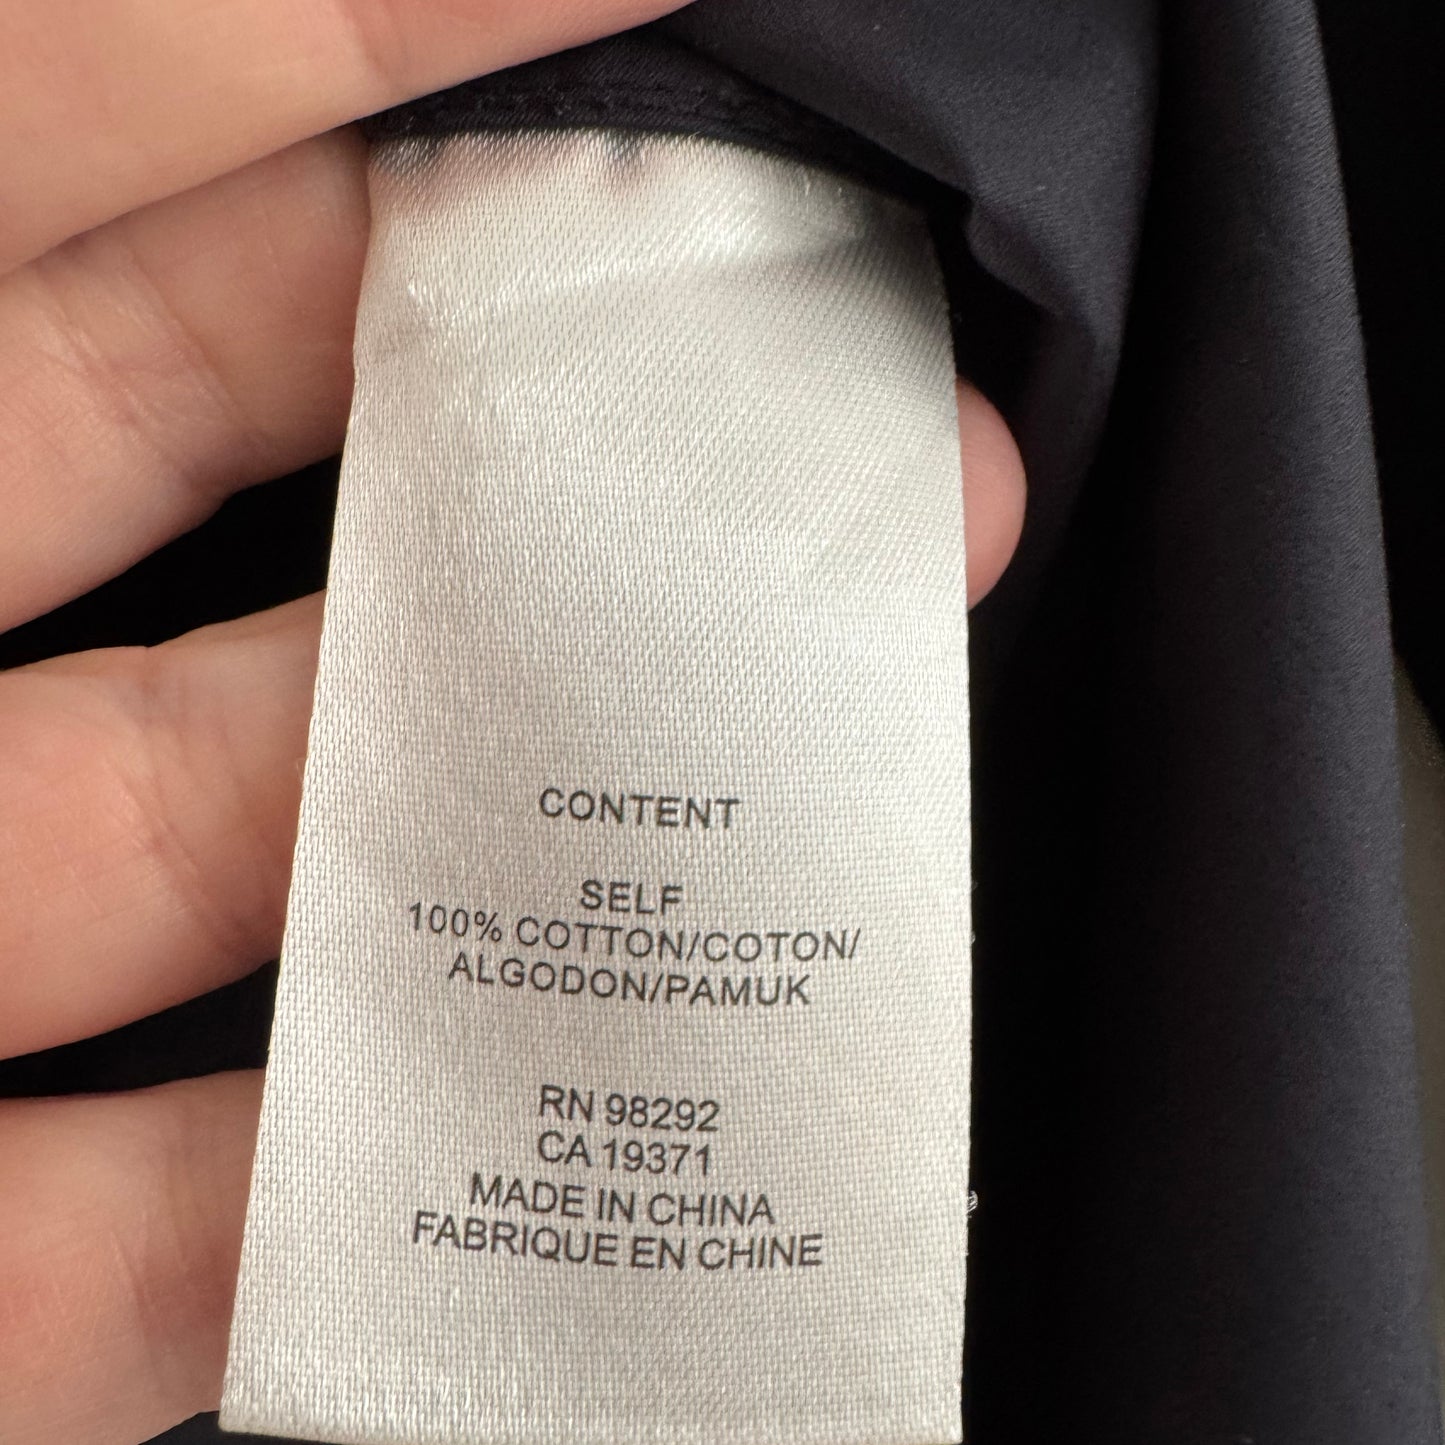 CONTENT
SELF
100% COTTON/COTON/
ALGODON/PAMUK
RN 98292
CA 19371
MADE IN CHINA
FABRIQUE EN CHINE